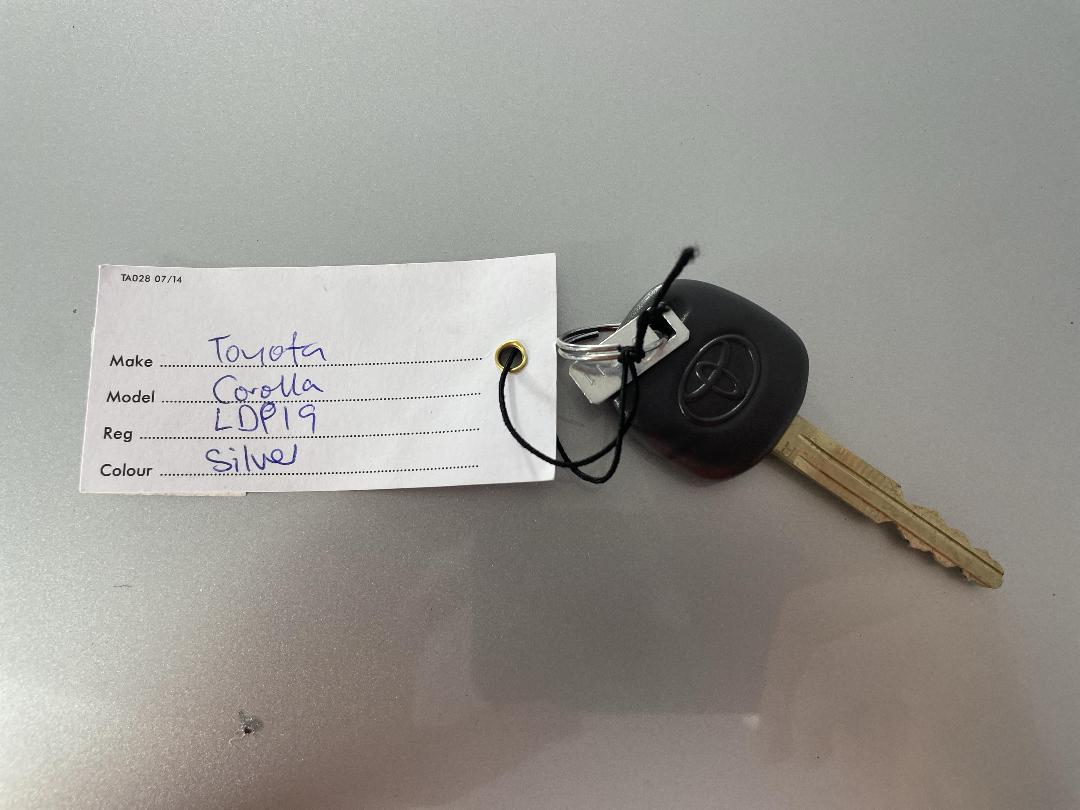 TA028 07/14
Make Toyota
Model Corolla
Reg LDP19
Colour Silver